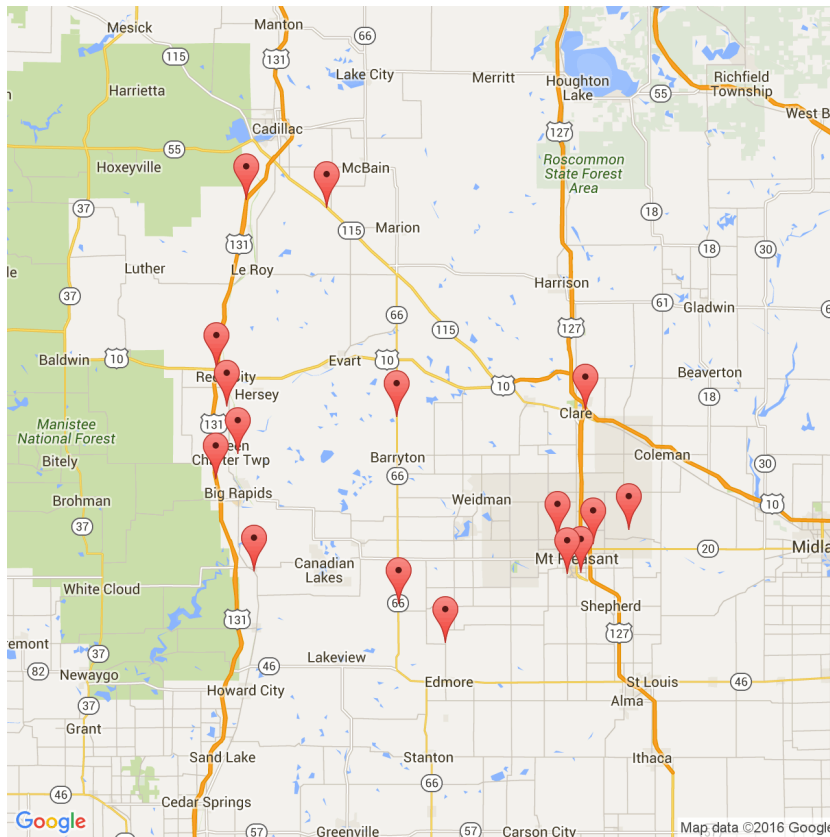 Mesick
Manton
66
115
131
Lake City
Merritt
Houghton
Lake
Richfield
Township
55
Harrietta
West B
Cadillac
127
Roscommon
State Forest
Area
55
Hoxeyville
McBain
37
18
115
Marion
131
18
30
Luther
Le Roy
Harrison
37
61
Gladwin
66
127
115
Baldwin
10
Evart
10
Beaverton
Hersey
10
18
Manistee
National Forest
131
Clare
Bitely
Barryton
Coleman
30
66
Big Rapids
Weidman
Brohman
10
37
Mt Pleasant
20
Midla
Canadian
Lakes
White Cloud
66
Shepherd
131
127
82
Lakeview
46
Newaygo
Edmore
St Louis
46
Howard City
Alma
37
Grant
Sand Lake
Stanton
Ithaca
66
46
Cedar Springs
57
Greenville
57
Carson City
57
Google
Map data ©2016 Google